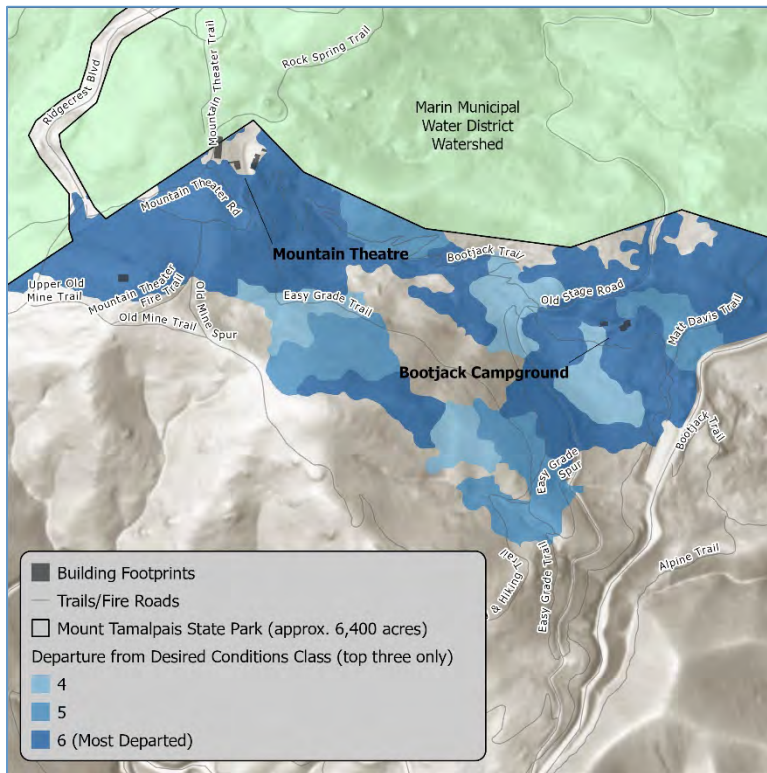 Ridgecrest Blvd
Mountain Theater Trail
Rock Spring Trail
Marin Municipal
Water District
Watershed
Mountain Theater Rd
Mountain Theatre
Bootjack Trail
Upper Old
Mine Trail
Mountain Theater
Fire Trail
Old Mine Trail
Old Mine Spur
Easy Grade Trail
Old Stage Road
Matt Davis Trail
Bootjack Campground
Bootjack Trail
Easy Grade
Spur
Alpine Trail
& Hiking Trail
Easy Grade Trail
Building Footprints
Trails/Fire Roads
Mount Tamalpais State Park (approx. 6,400 acres)
Departure from Desired Conditions Class (top three only)
4
5
6 (Most Departed)